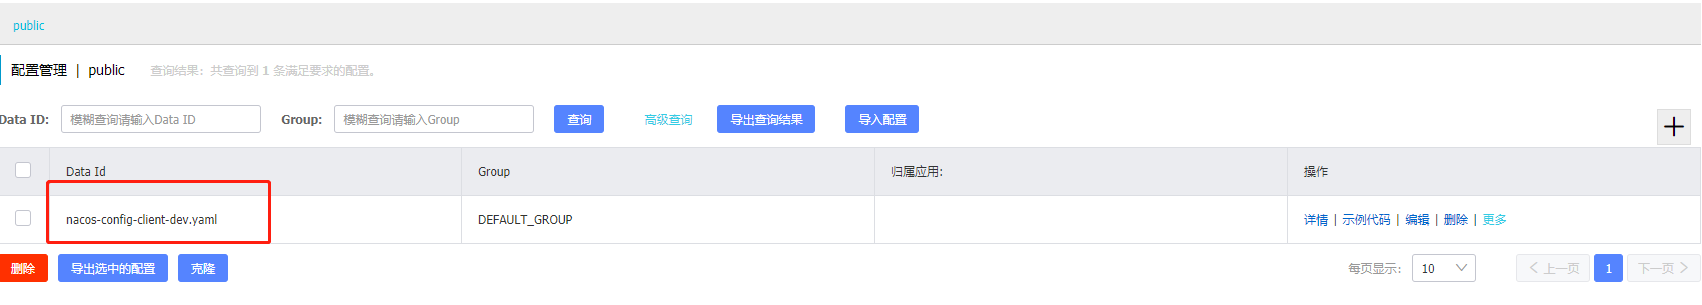 public
配置管理 | public 查询结果：共查询到 1 条满足要求的配置。
Data ID: 模糊查询请输入Data ID Group: 模糊查询请输入Group 查询 高级查询 导出查询结果 导入配置
Data Id Group 归属应用: 操作
nacos-config-client-dev.yaml DEFAULT_GROUP 详情 | 示例代码 | 编辑 | 删除 | 更多
删除 导出选中的配置 克隆 每页显示: 10 上一页 1 下一页